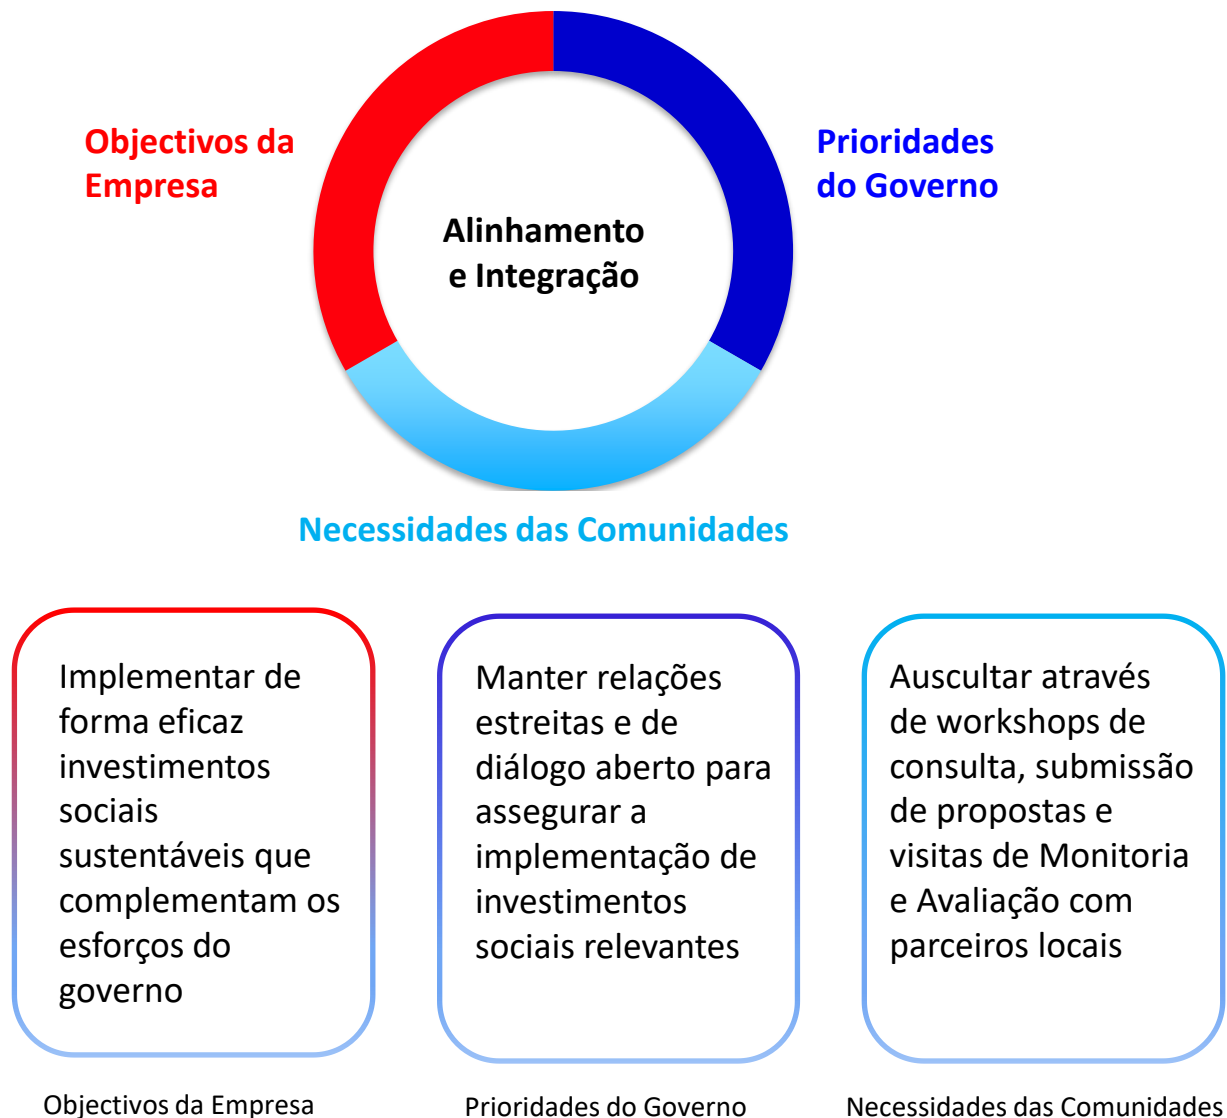 Objectivos da
Empresa
Prioridades
do Governo
Alinhamento
e Integração
Necessidades das Comunidades
Implementar de
forma eficaz
investimentos
sociais
sustentáveis que
complementam os
esforços do
governo
Manter relações
estreitas e de
diálogo aberto para
assegurar a
implementação de
investimentos
sociais relevantes
Auscultar através
de workshops de
consulta, submissão
de propostas e
visitas de Monitoria
e Avaliação com
parceiros locais
Objectivos da Empresa
Prioridades do Governo
Necessidades das Comunidades